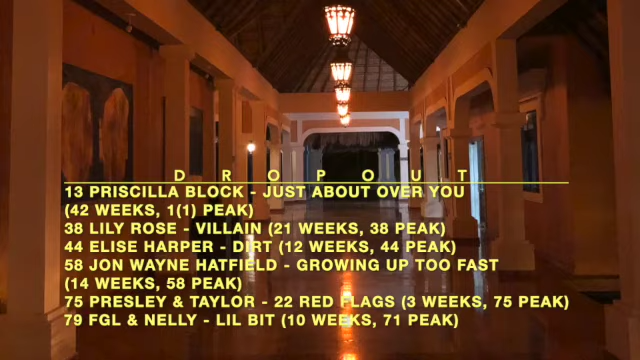 DROPOUT
13 PRISCILLA BLOCK - JUST ABOUT OVER YOU
(42 WEEKS, 1(1) PEAK)
38 LILY ROSE - VILLAIN (21 WEEKS, 38 PEAK)
44 ELISE HARPER - DIRT (12 WEEKS, 44 PEAK)
58 JON WAYNE HATFIELD - GROWING UP TOO FAST
(14 WEEKS, 58 PEAK)
75 PRESLEY & TAYLOR - 22 RED FLAGS (3 WEEKS, 75 PEAK)
79 FGL & NELLY - LIL BIT (10 WEEKS, 71 PEAK)